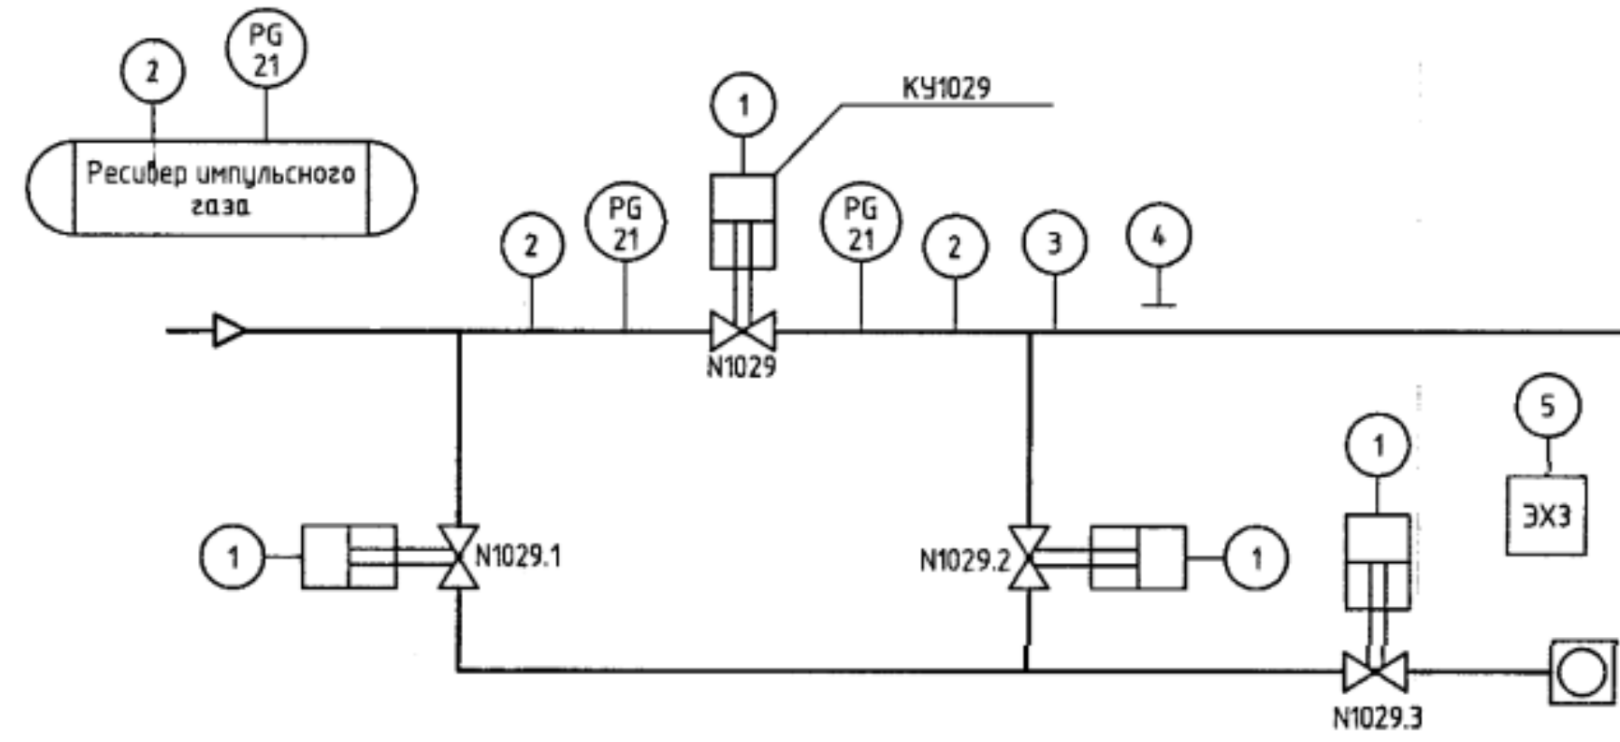 PG
21
2
1
КУ1029
Ресивер импульсного
газа
2
PG
21
PG
21
2
3
4
N1029
5
1
ЭХЗ
1
N1029.1
N1029.2
1
N1029.3